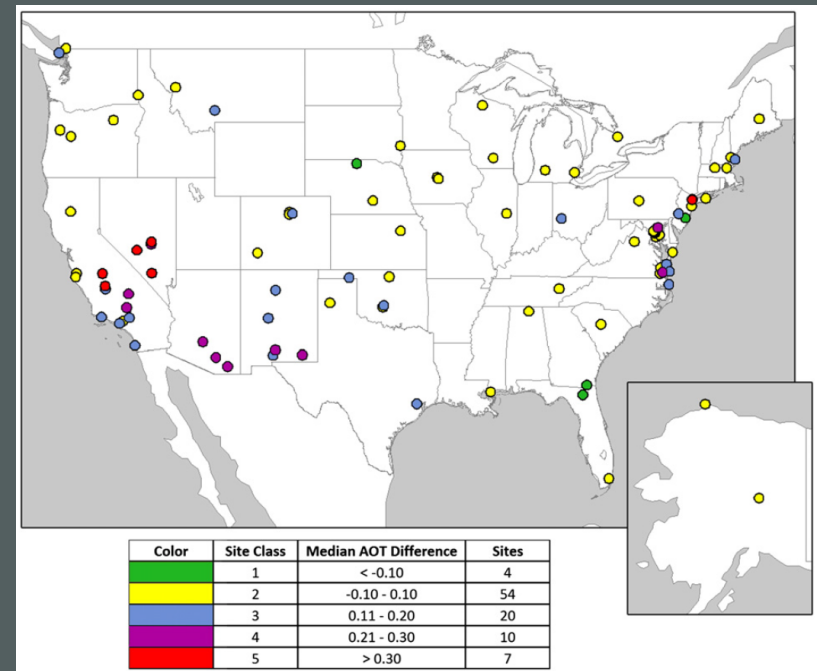 Color Site Class Median AOT Difference Sites
1 < -0.10 4
2 -0.10 - 0.10 54
3 0.11 - 0.20 20
4 0.21 - 0.30 10
5 > 0.30 7